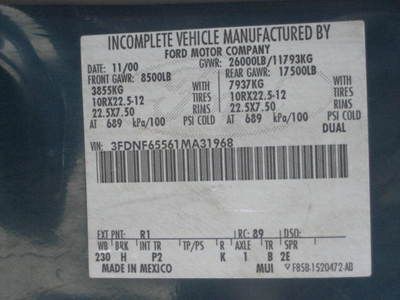 INCOMPLETE VEHICLE MANUFACTURED BY
FORD MOTOR COMPANY
DATE: 11/00 GVWR: 26000LB/11793KG
FRONT GAWR: 8500LB REAR GAWR: 17500LB
3855KG WITH 7937KG WITH
10RX22.5-12 TIRES 10RX22.5-12 TIRES
22.5X7.50 RIMS 22.5X7.50 RIMS
AT 689 kPa/100 PSI COLD AT 689 kPa/100 PSI COLD
DUAL
VIN: 3FDNF65561MA31968
EXT PNT: R1 RC: 89 DSO:
WB BRK INT TR TP/PS R AXLE TR SPR
230 H P2 K 1 B 2E
MADE IN MEXICO MUI F85B-1520472-AB